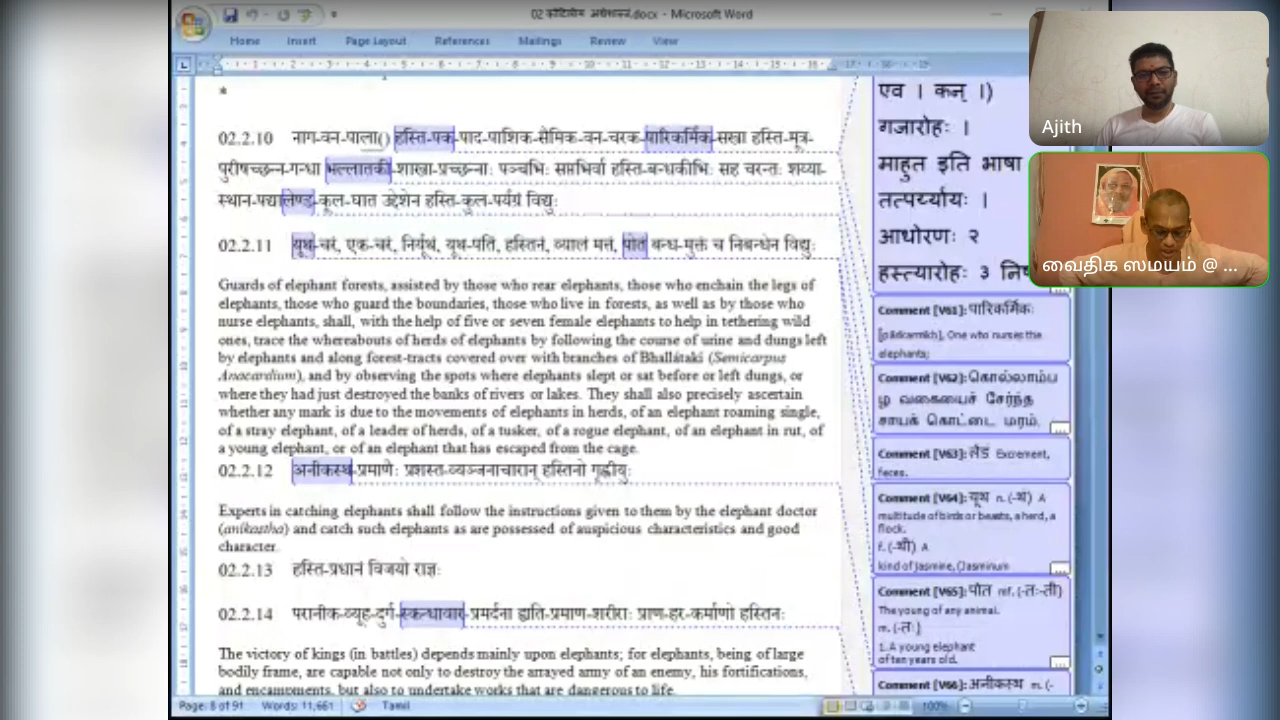 02 कौटिलीय अर्थशास्त्र.docx - Microsoft Word
Home Insert Page Layout References Mailings Review View
*
02.2.10 नाग-वन-पाला() हस्ति-पक-पाद-पाशिक-सैमिक-वन-चरक-पारिकर्मिक-सखा हस्ति-मूत्र-
पुरीषच्छन्न-गन्धा भल्लातकी-शाखा-प्रच्छन्नाः पञ्चभिः सप्तभिर्वा हस्ति-बन्धकीभिः सह चरन्तः शय्या-
स्थान-पद्या लेण्ड-कूल-घात उद्देशेन हस्ति-कुल-पर्यग्रं विद्युः
02.2.11 यूथ-चरं, एक-चरं, निर्यूथं, यूथ-पतिं, हस्तिनं, व्यालं मत्तं, पोतं बन्ध-मुक्तं च निबन्धेन विद्युः
Guards of elephant forests, assisted by those who rear elephants, those who enchain the legs of
elephants, those who guard the boundaries, those who live in forests, as well as by those who
nurse elephants, shall, with the help of five or seven female elephants to help in tethering wild
ones, trace the whereabouts of herds of elephants by following the course of urine and dungs left
by elephants and along forest-tracts covered over with branches of Bhallátaki (Semicarpus
Anacardium), and by observing the spots where elephants slept or sat before or left dungs, or
where they had just destroyed the banks of rivers or lakes. They shall also precisely ascertain
whether any mark is due to the movements of elephants in herds, of an elephant roaming single,
of a stray elephant, of a leader of herds, of a tusker, of a rogue elephant, of an elephant in rut, of
a young elephant, or of an elephant that has escaped from the cage.
02.2.12 अनीकस्थ-प्रमाणैः प्रशस्त-व्यञ्जनाचारान् हस्तिनो गृह्णीयुः
Experts in catching elephants shall follow the instructions given to them by the elephant doctor
(aníkastha) and catch such elephants as are possessed of auspicious characteristics and good
character.
02.2.13 हस्ति-प्रधानं विजयो राज्ञः
02.2.14 परानीक-व्यूह-दुर्ग-स्कन्धावार-प्रमर्दना ह्यति-प्रमाण-शरीराः प्राण-हर-कर्माणो हस्तिनः
The victory of kings (in battles) depends mainly upon elephants; for elephants, being of large
bodily frame, are capable not only to destroy the arrayed army of an enemy, his fortifications,
and encampments, but also to undertake works that are dangerous to life.
एव । कन् ।)
गजारोहः ।
माहुत इति भाषा
तत्पर्य्यायः ।
आधोरणः २
हस्त्यारोहः ३
Comment [V61]: पारिकर्मिकः
[pārikarmikḥ], One who nurses the
elephants;
Comment [V62]: கொல்லாம்ப
ழ வகையைச் சேர்ந்த
சாயக் கொட்டை மரம்,
Comment [V63]: लेंड Excrement,
feces.
Comment [V64]: यूथ n. (-थं) A
multitude of birds or beasts, a herd, a
flock.
f. (-थी) A
kind of jasmine, (Jasminum
Comment [V65]: पोत mf. (-तः-ती)
The young of any animal.
m. (-तः)
1. A young elephant
of ten years old.
Comment [V66]: अनीकस्थ m. (-
Ajith
வைதிக ஸமயம் @ ...
Page: 8 of 91 Words: 11,661 Tamil 100%